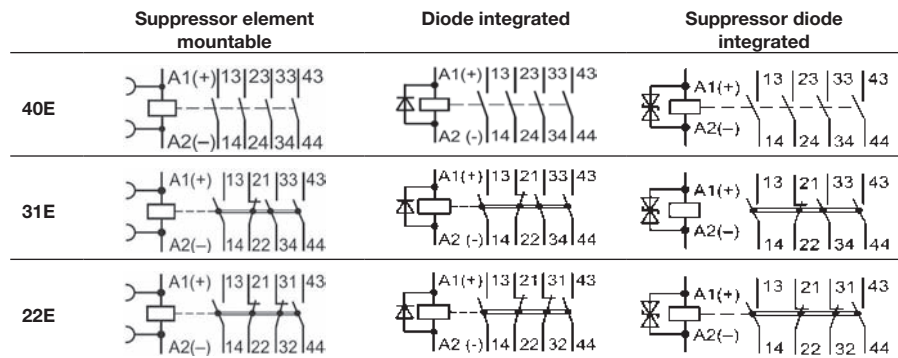 Suppressor element mountable
Diode integrated
Suppressor diode integrated
40E
A1(+) 13 23 33 43
A2(–) 14 24 34 44
A1(+) 13 23 33 43
A2 (-) 14 24 34 44
A1(+) 13 23 33 43
A2(–) 14 24 34 44
31E
A1(+) 13 21 33 43
A2(–) 14 22 34 44
A1(+) 13 21 33 43
A2 (-) 14 22 34 44
A1(+) 13 21 33 43
A2(–) 14 22 34 44
22E
A1(+) 13 21 31 43
A2(–) 14 22 32 44
A1(+) 13 21 31 43
A2 (-) 14 22 32 44
A1(+) 13 21 31 43
A2(–) 14 22 32 44